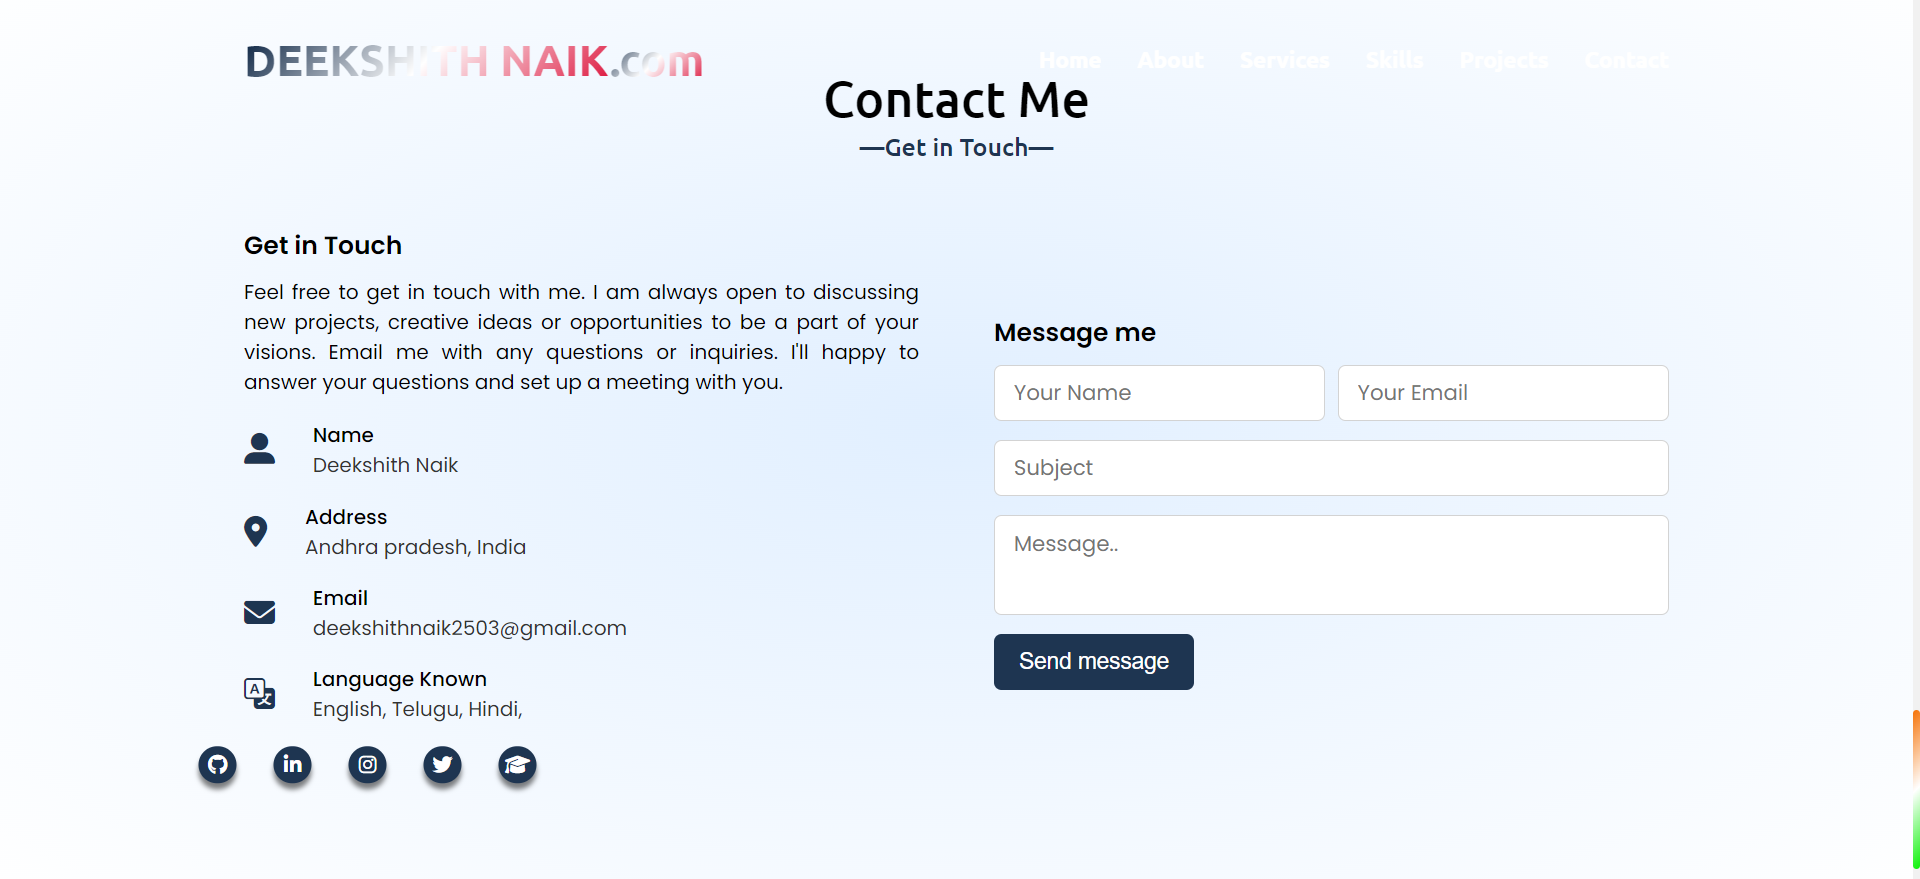 DEEKSHITH NAIK.com
Home About Services Skills Projects Contact
Contact Me
—Get in Touch—
Get in Touch
Feel free to get in touch with me. I am always open to discussing
new projects, creative ideas or opportunities to be a part of your
visions. Email me with any questions or inquiries. I'll happy to
answer your questions and set up a meeting with you.
Name
Deekshith Naik
Address
Andhra pradesh, India
Email
deekshithnaik2503@gmail.com
Language Known
English, Telugu, Hindi,
Message me
Your Name
Your Email
Subject
Message..
Send message